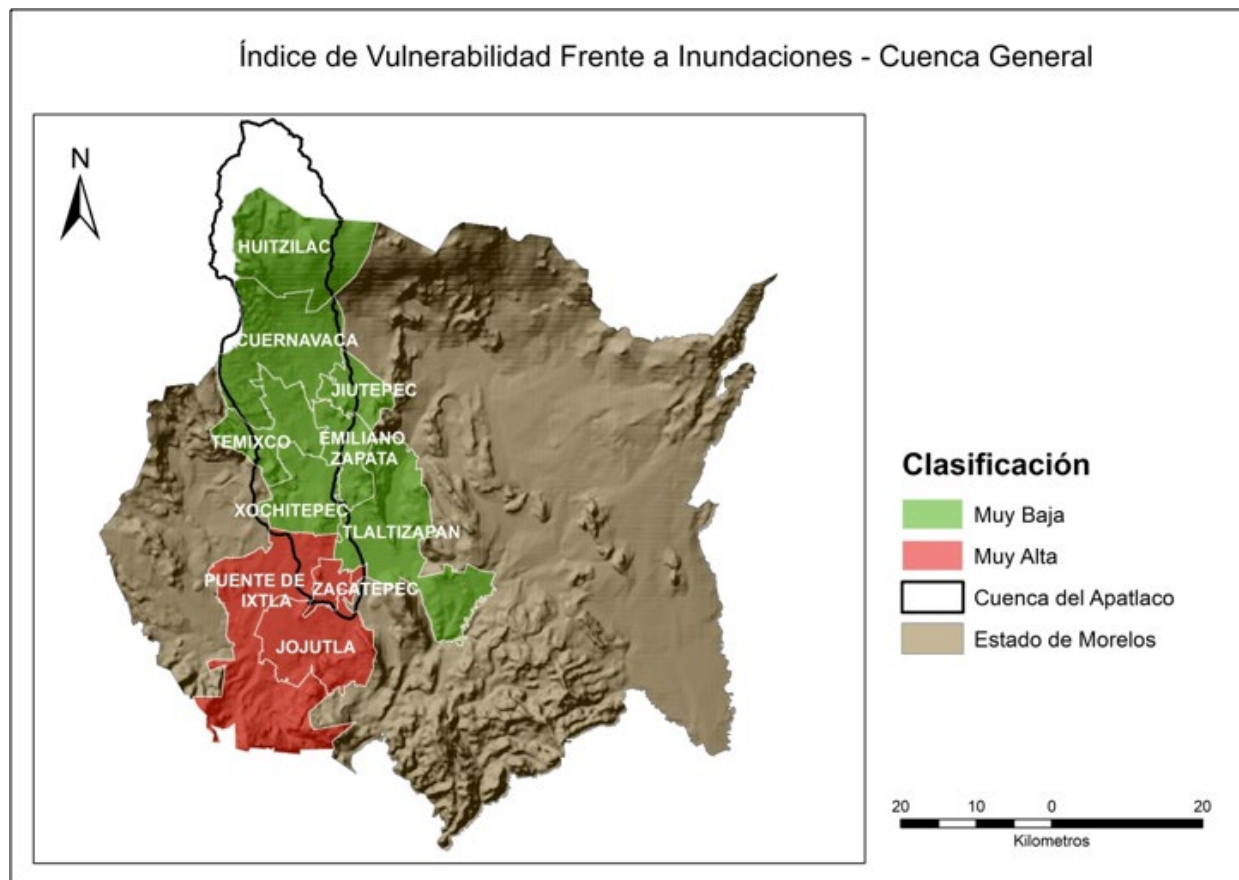 Índice de Vulnerabilidad Frente a Inundaciones - Cuenca General
N
HUITZILAC
CUERNAVACA
JIUTEPEC
TEMIXCO
EMILIANO
ZAPATA
XOCHITEPEC
TLALTIZAPAN
PUENTE DE
IXTLA
ZACATEPEC
JOJUTLA
Clasificación
Muy Baja
Muy Alta
Cuenca del Apatlaco
Estado de Morelos
20 10 0 20
Kilometros